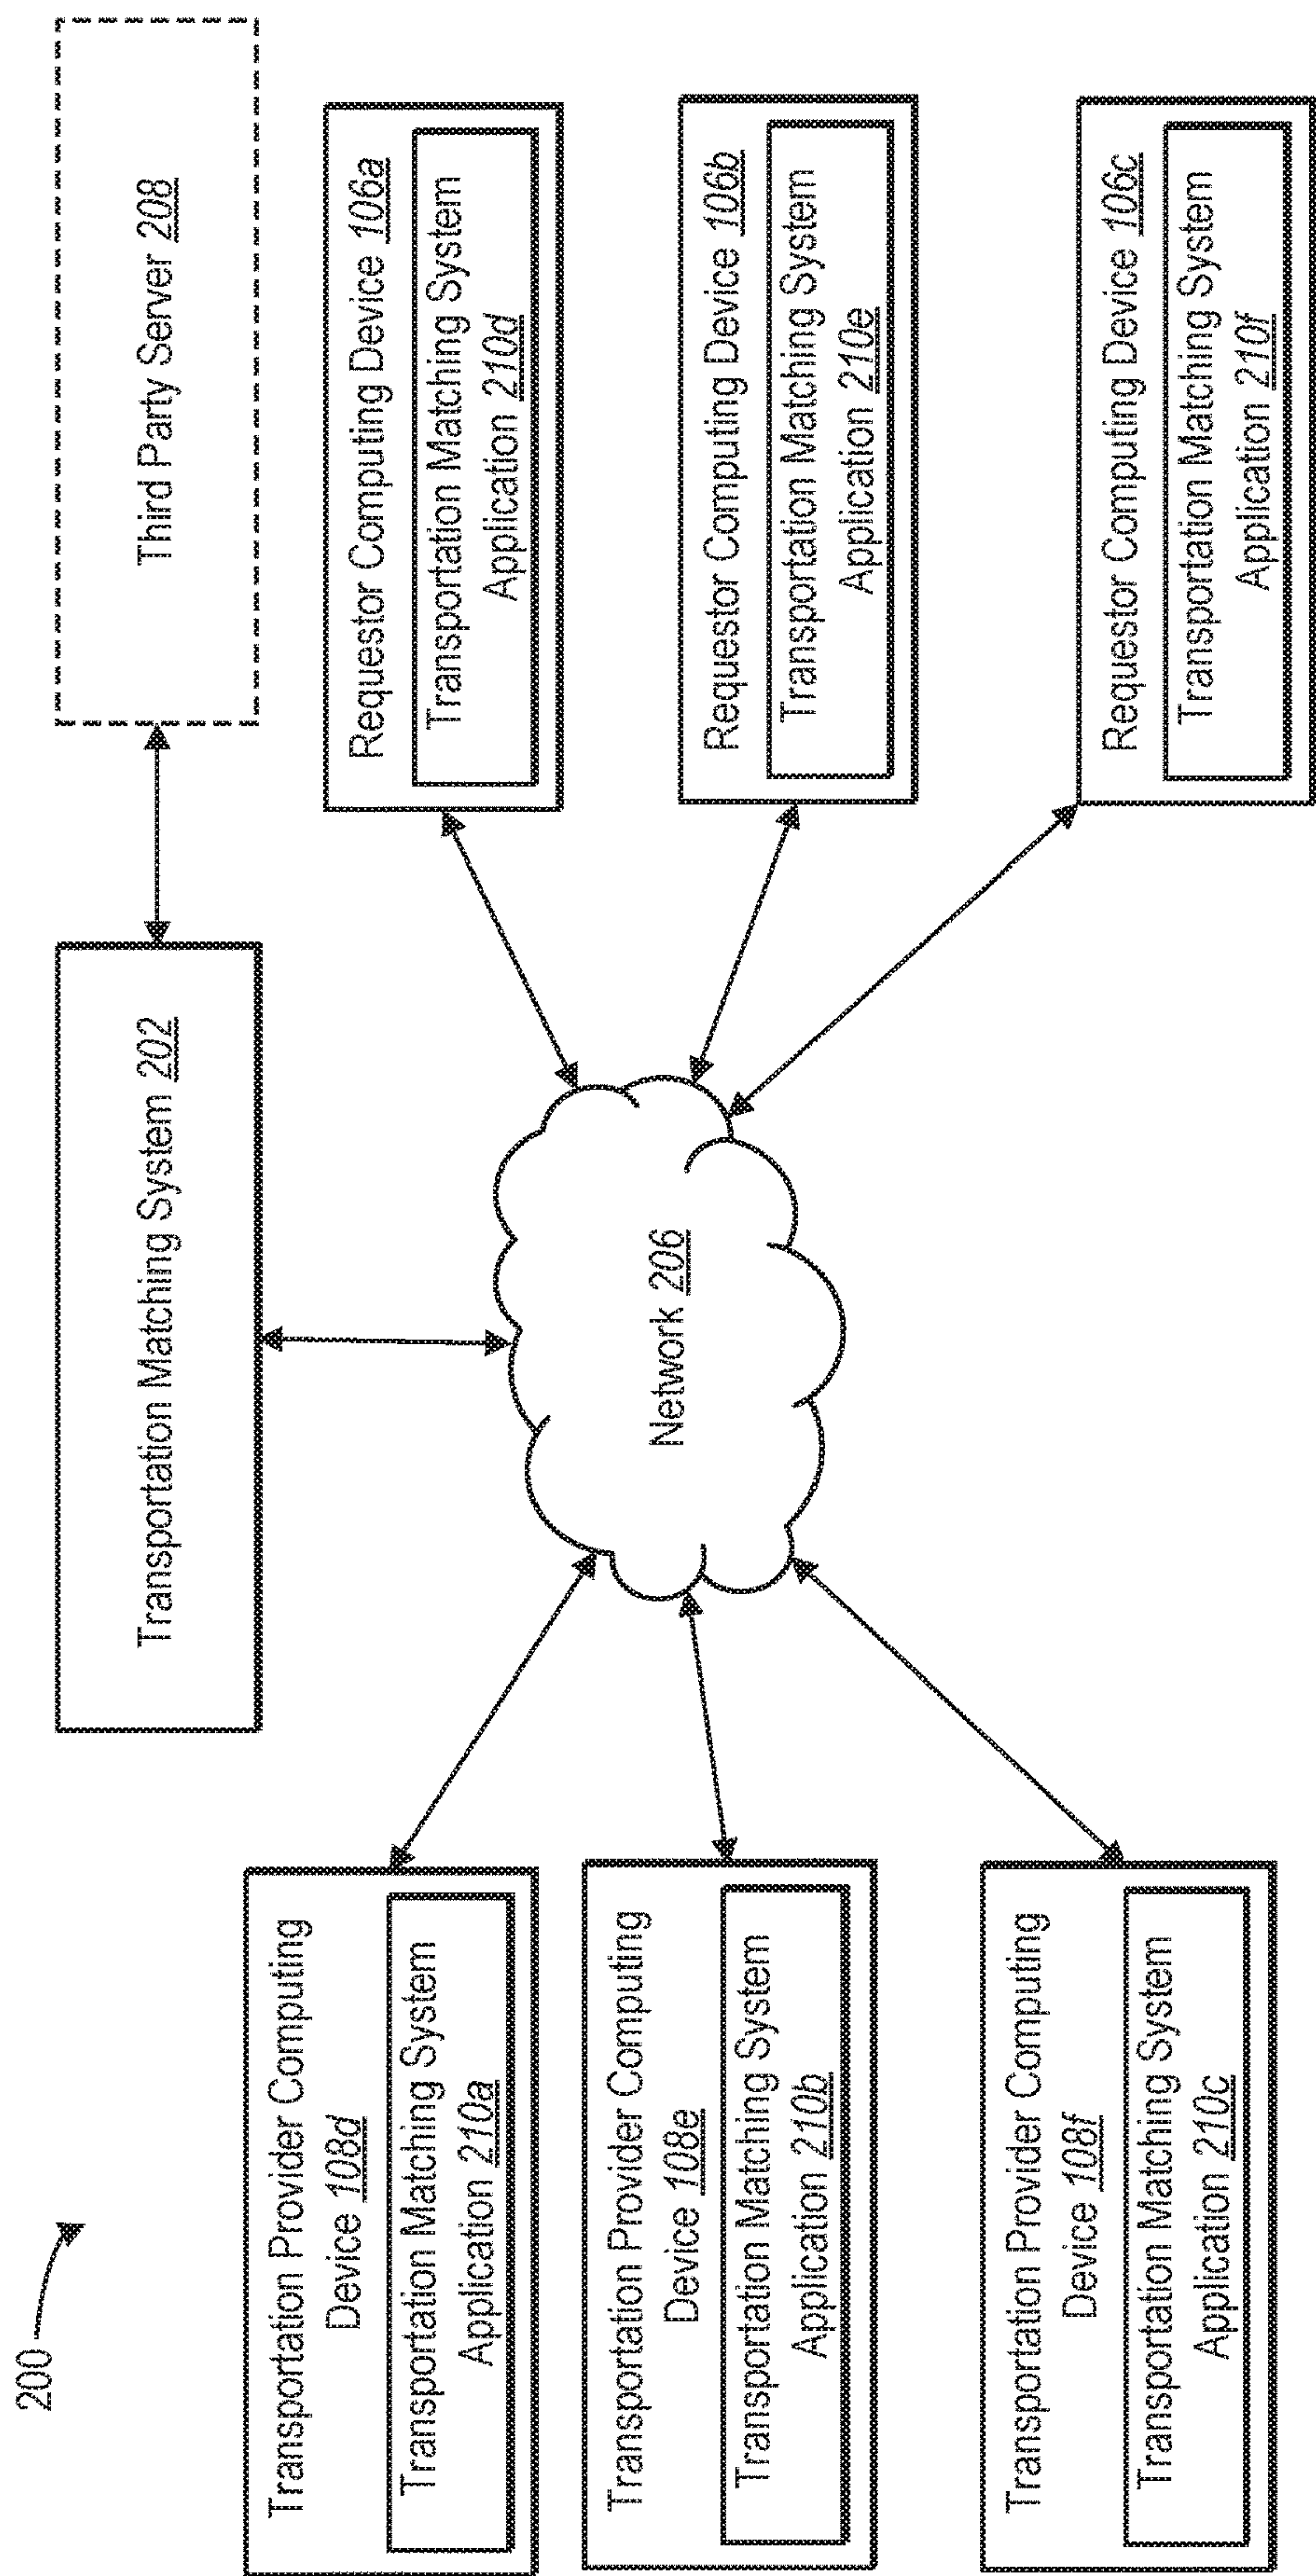 200
Transportation Matching System 202
Third Party Server 208
Transportation Provider Computing
Device 108d
Transportation Matching System
Application 210a
Transportation Provider Computing
Device 108e
Transportation Matching System
Application 210b
Transportation Provider Computing
Device 108f
Transportation Matching System
Application 210c
Network 206
Requestor Computing Device 106a
Transportation Matching System
Application 210d
Requestor Computing Device 106b
Transportation Matching System
Application 210e
Requestor Computing Device 106c
Transportation Matching System
Application 210f